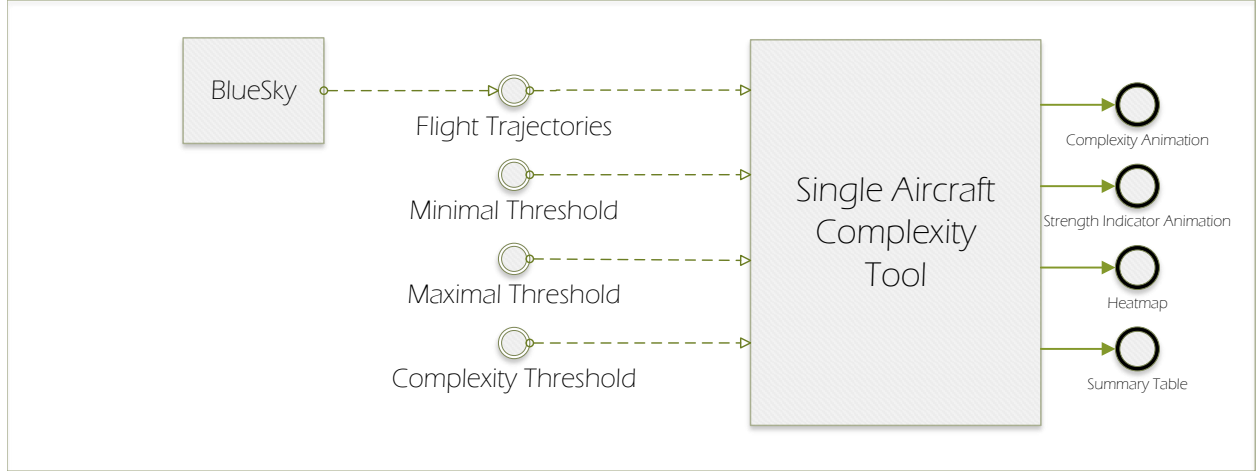 BlueSky
Flight Trajectories
Minimal Threshold
Maximal Threshold
Complexity Threshold
Single Aircraft
Complexity
Tool
Complexity Animation
Strength Indicator Animation
Heatmap
Summary Table